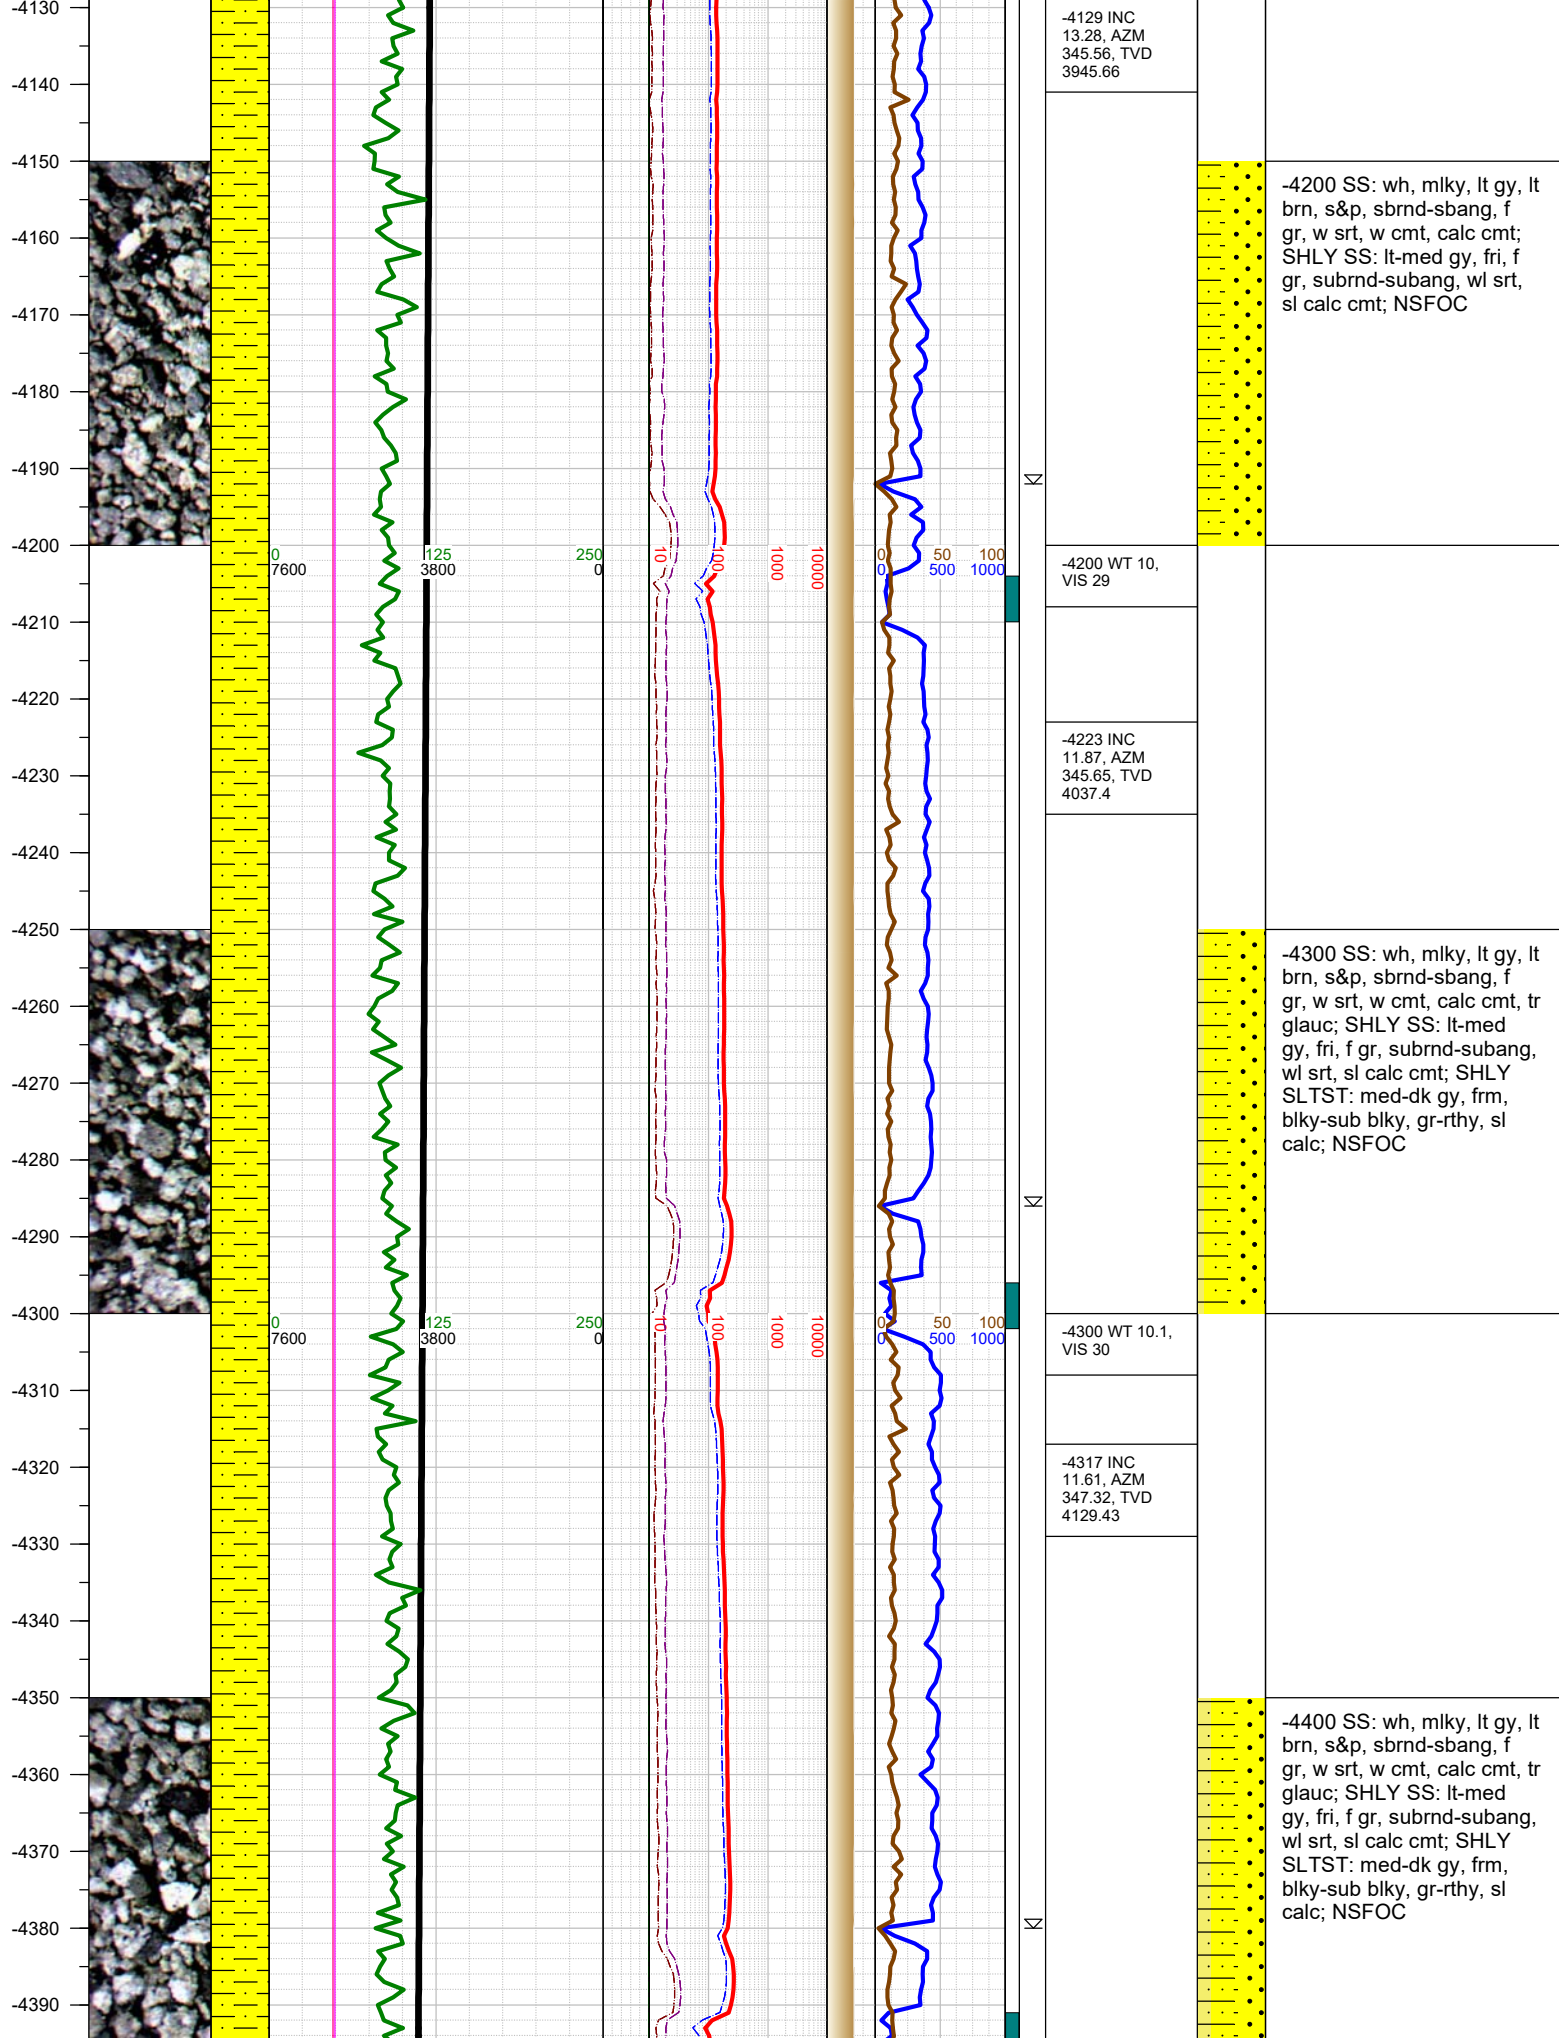 -4130
-4140
-4150
-4160
-4170
-4180
-4190
-4200
-4210
-4220
-4230
-4240
-4250
-4260
-4270
-4280
-4290
-4300
-4310
-4320
-4330
-4340
-4350
-4360
-4370
-4380
-4390
0 125 250
7600 3800 0
10 100 1000 10000
0 50 100
0 500 1000
0 125 250
7600 3800 0
10 100 1000 10000
0 50 100
0 500 1000
-4129 INC
13.28, AZM
345.56, TVD
3945.66
-4200 WT 10,
VIS 29
-4223 INC
11.87, AZM
345.65, TVD
4037.4
-4300 WT 10.1,
VIS 30
-4317 INC
11.61, AZM
347.32, TVD
4129.43
-4200 SS: wh, mlky, lt gy, lt
brn, s&p, sbrnd-sbang, f
gr, w srt, w cmt, calc cmt;
SHLY SS: lt-med gy, fri, f
gr, subrnd-subang, wl srt,
sl calc cmt; NSFOC
-4300 SS: wh, mlky, lt gy, lt
brn, s&p, sbrnd-sbang, f
gr, w srt, w cmt, calc cmt, tr
glauc; SHLY SS: lt-med
gy, fri, f gr, subrnd-subang,
wl srt, sl calc cmt; SHLY
SLTST: med-dk gy, frm,
blky-sub blky, gr-rthy, sl
calc; NSFOC
-4400 SS: wh, mlky, lt gy, lt
brn, s&p, sbrnd-sbang, f
gr, w srt, w cmt, calc cmt, tr
glauc; SHLY SS: lt-med
gy, fri, f gr, subrnd-subang,
wl srt, sl calc cmt; SHLY
SLTST: med-dk gy, frm,
blky-sub blky, gr-rthy, sl
calc; NSFOC